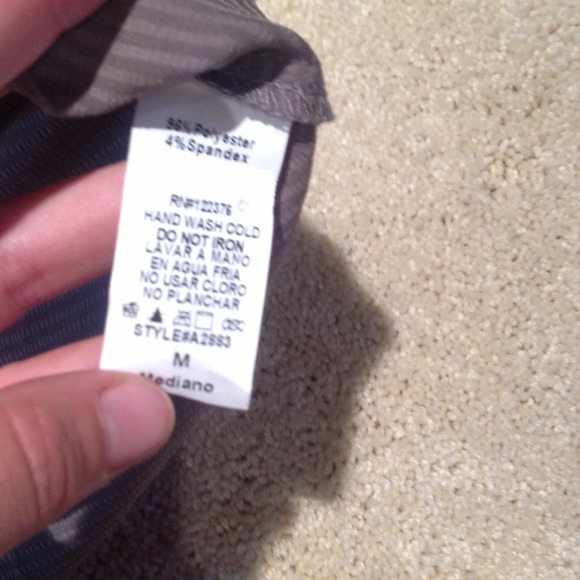 96% Polyester
4% Spandex
RN#122376
HAND WASH COLD
DO NOT IRON
LAVAR A MANO
EN AGUA FRIA
NO USAR CLORO
NO PLANCHAR
STYLE#A2883
M
Mediano